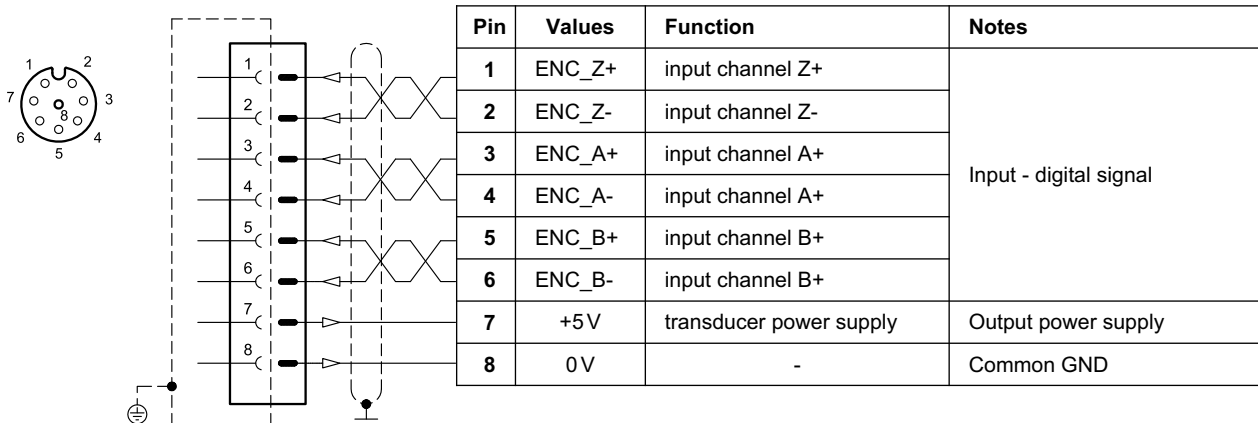 Pin Values Function Notes
1 2
7 8 3
6 4
5
1
2
3
4
5
6
7
8
1 ENC_Z+ input channel Z+
2 ENC_Z- input channel Z-
3 ENC_A+ input channel A+
Input - digital signal
4 ENC_A- input channel A+
5 ENC_B+ input channel B+
6 ENC_B- input channel B+
7 +5V transducer power supply Output power supply
8 0V - Common GND